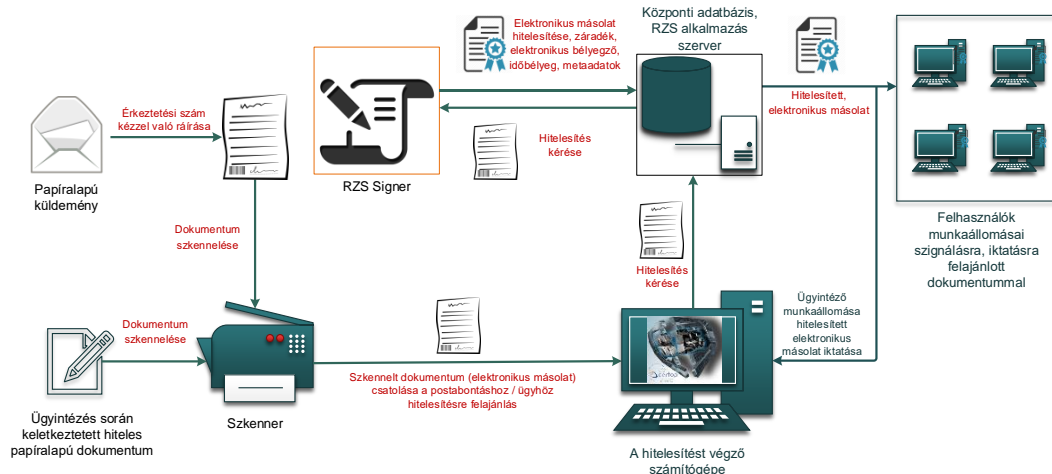 Elektronikus másolat
hitelesítése, záradék,
elektronikus bélyegző,
időbélyeg, metaadatok
Központi adatbázis,
RZS alkalmazás
szerver
Érkeztetési szám
kézzel való ráírása
Hitelesített,
elektronikus másolat
Hitelesítés
kérése
Papíralapú
küldemény
RZS Signer
Felhasználók
munkaállomásai
szignálásra, iktatásra
felajánlott
dokumentummal
Dokumentum
szkennelése
Hitelesítés
kérése
Ügyintéző
munkaállomása
hitelesített
elektronikus
másolat iktatása
Dokumentum
szkennelése
Szkennelt dokumentum (elektronikus másolat)
csatolása a postabontáshoz / ügyhöz
hitelesítésre felajánlás
Ügyintézés során
keletkeztetett hiteles
papíralapú dokumentum
Szkenner
A hitelesítést végző
számítógépe